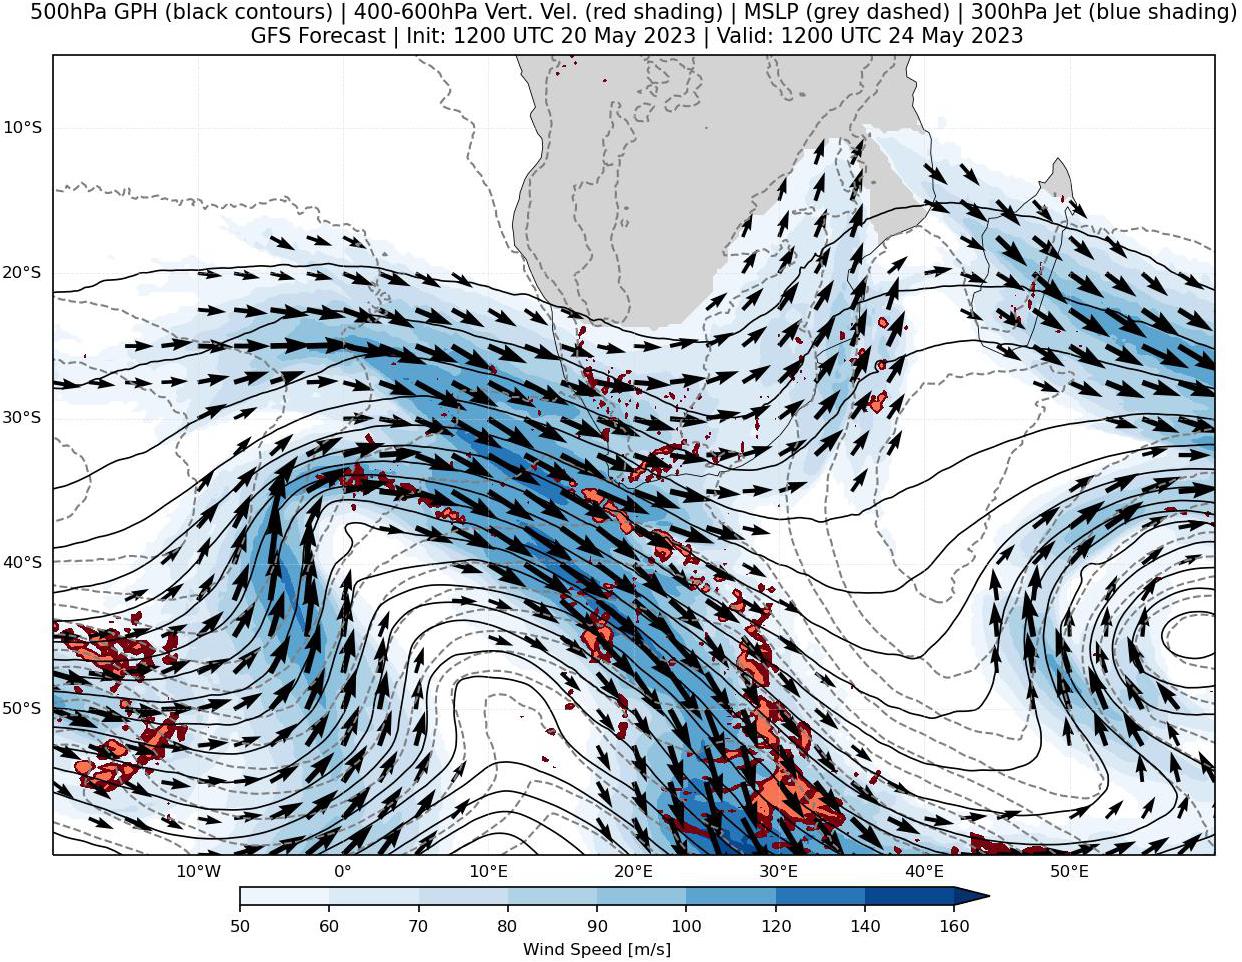 500hPa GPH (black contours) | 400-600hPa Vert. Vel. (red shading) | MSLP (grey dashed) | 300hPa Jet (blue shading)
GFS Forecast | Init: 1200 UTC 20 May 2023 | Valid: 1200 UTC 24 May 2023
10°S
20°S
30°S
40°S
50°S
10°W 0° 10°E 20°E 30°E 40°E 50°E
50 60 70 80 90 100 120 140 160
Wind Speed [m/s]